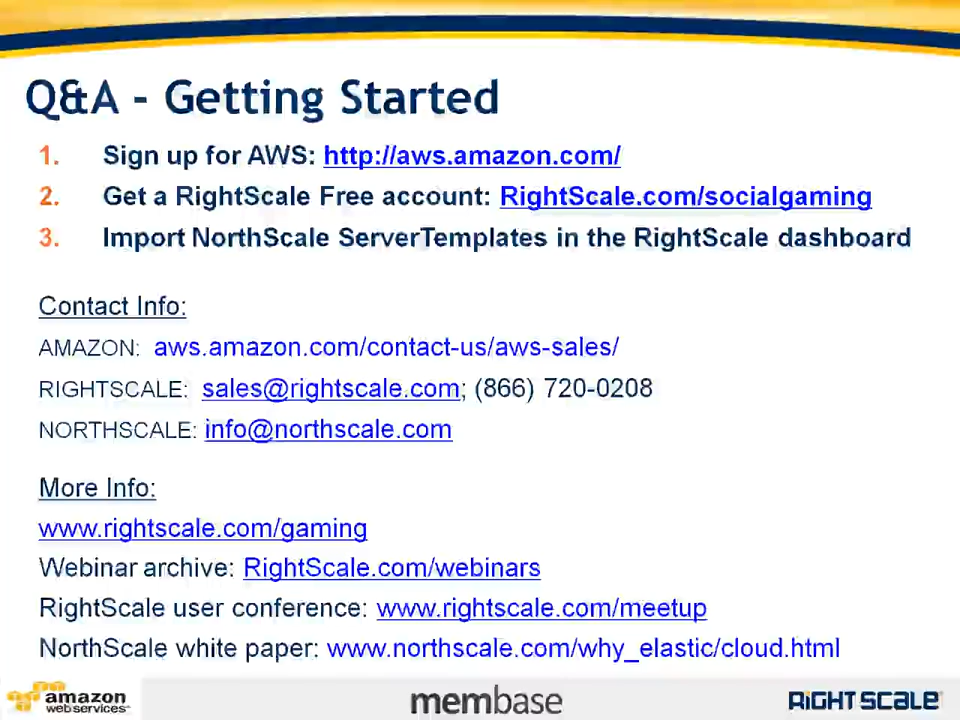 Q&A - Getting Started
1. Sign up for AWS: http://aws.amazon.com/
2. Get a RightScale Free account: RightScale.com/socialgaming
3. Import NorthScale ServerTemplates in the RightScale dashboard
Contact Info:
AMAZON: aws.amazon.com/contact-us/aws-sales/
RIGHTSCALE: sales@rightscale.com; (866) 720-0208
NORTHSCALE: info@northscale.com
More Info:
www.rightscale.com/gaming
Webinar archive: RightScale.com/webinars
RightScale user conference: www.rightscale.com/meetup
NorthScale white paper: www.northscale.com/why_elastic/cloud.html
amazon
web services™
membase
RIGHTSCALE